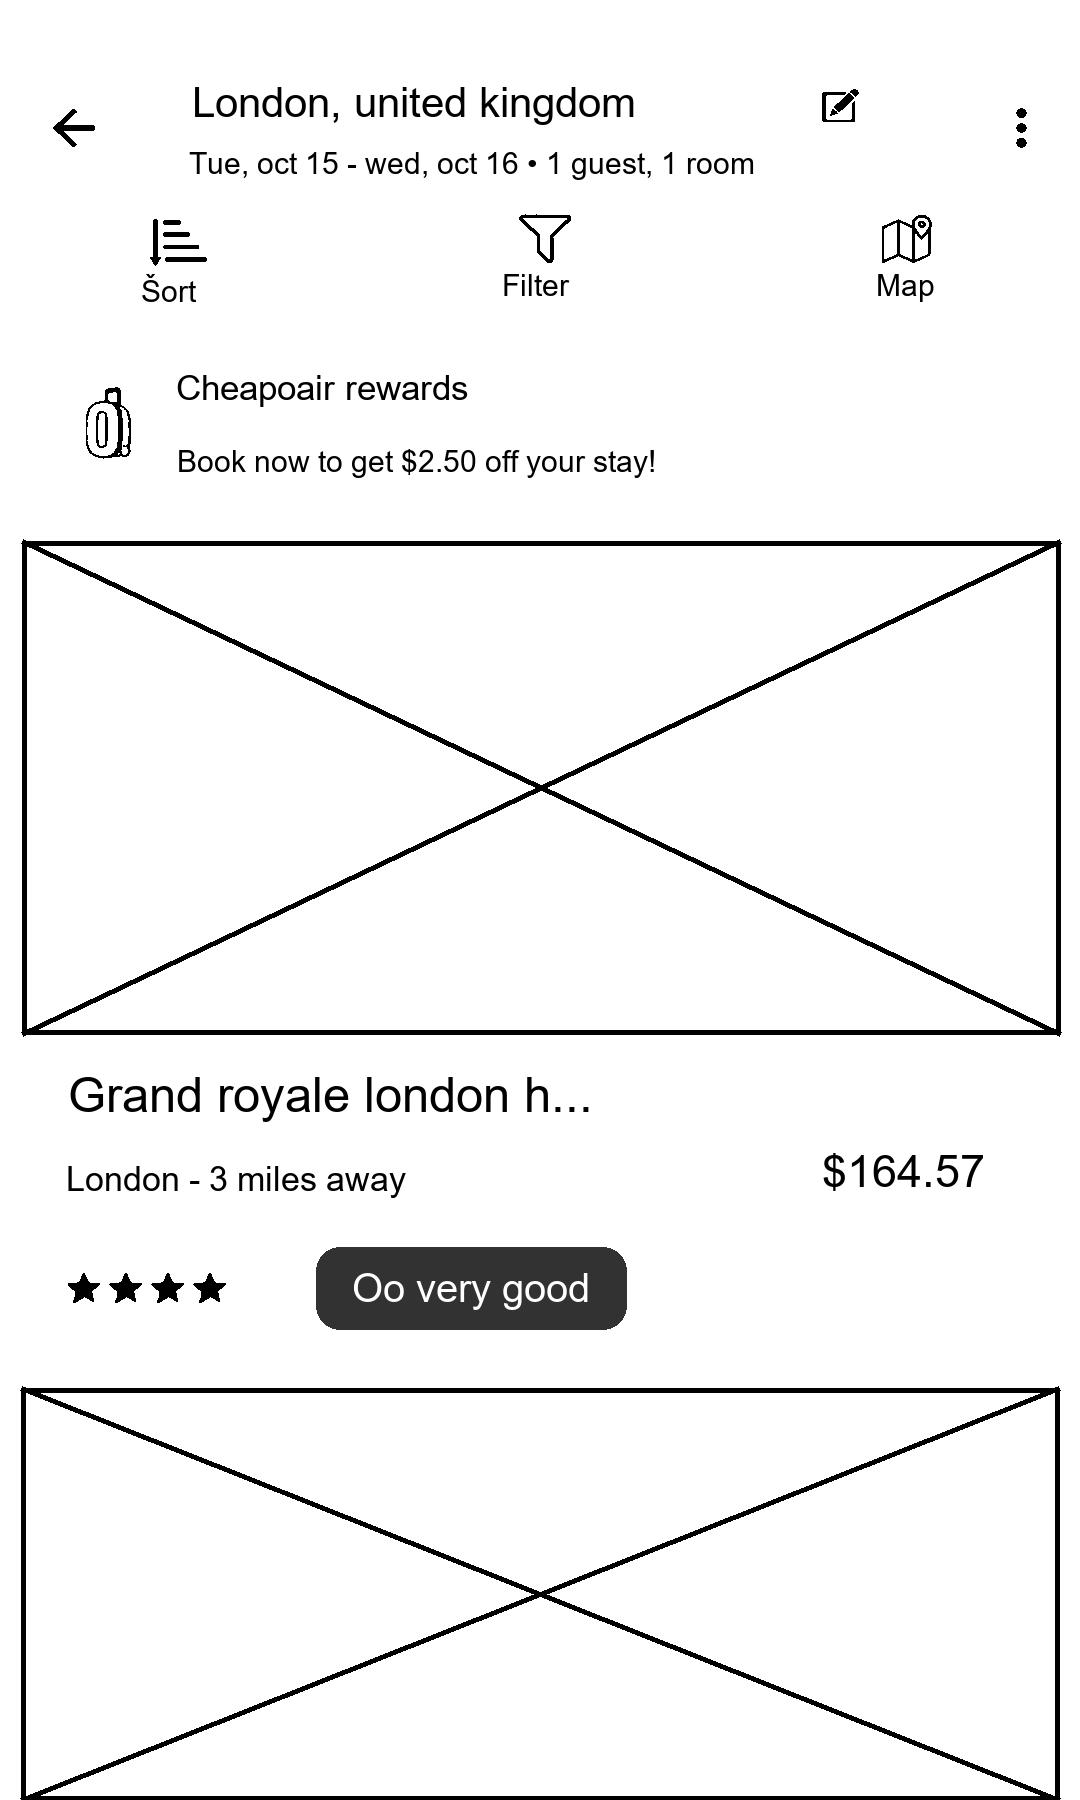 London, united kingdom
Tue, oct 15 - wed, oct 16 • 1 guest, 1 room
Šort
Filter
Map
Cheapoair rewards
Book now to get $2.50 off your stay!
Grand royale london h...
London - 3 miles away
$164.57
Oo very good